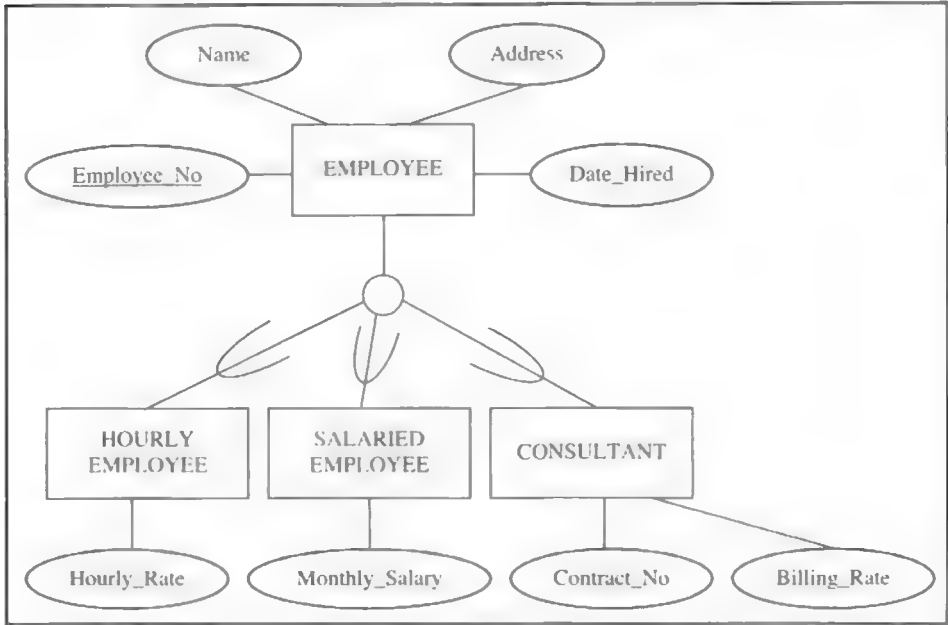 Name
Address
Employee_No
EMPLOYEE
Date_Hired
HOURLY
EMPLOYEE
SALARIED
EMPLOYEE
CONSULTANT
Hourly_Rate
Monthly_Salary
Contract_No
Billing_Rate